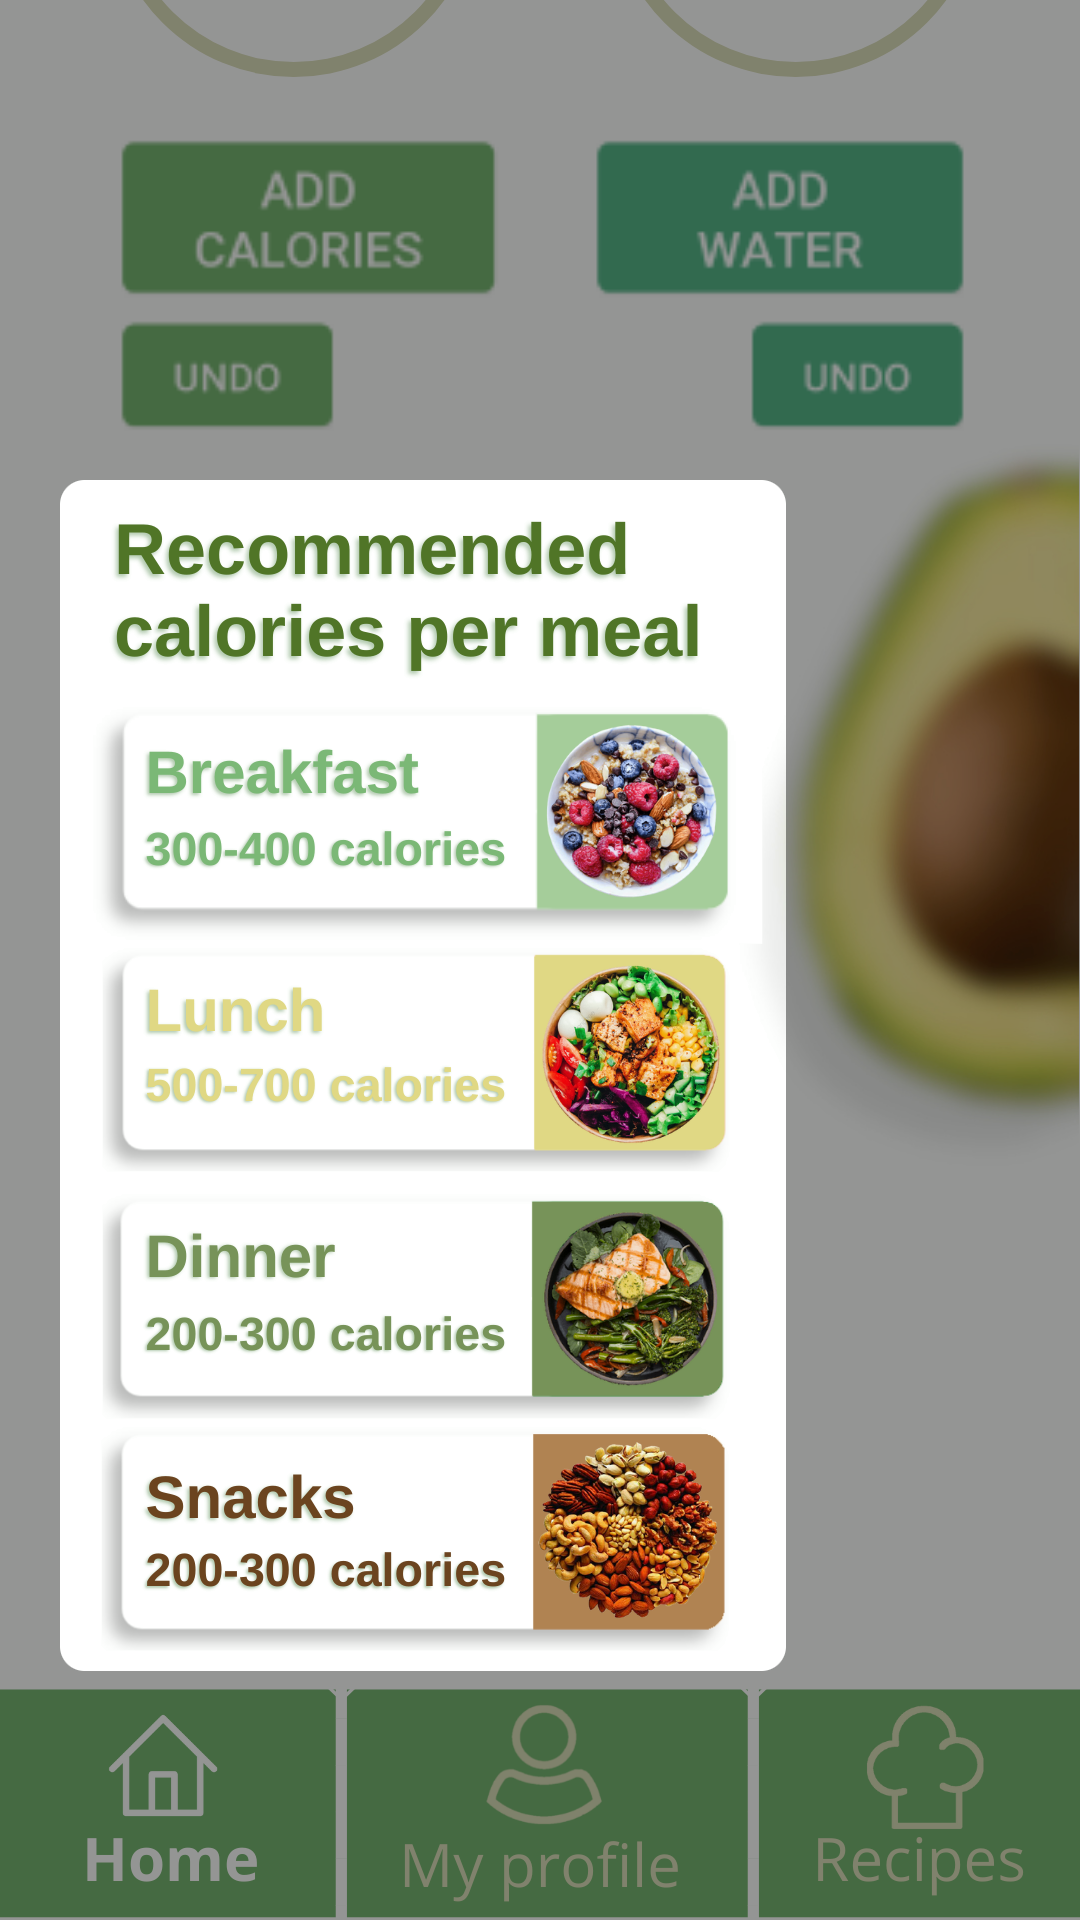 ADD
CALORIES
ADD
WATER
UNDO
UNDO
Recommended
calories per meal
Breakfast
300-400 calories
Lunch
500-700 calories
Dinner
200-300 calories
Snacks
200-300 calories
Home
My profile
Recipes